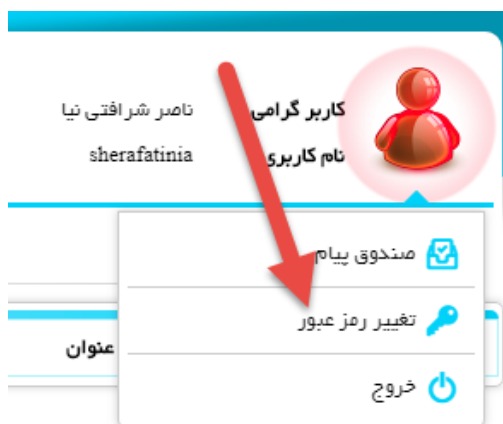 کاربر گرامی ناصر شرافتی نیا
نام کاربری sherafatinia
صندوق پیام
تغییر رمز عبور
عنوان
خروج